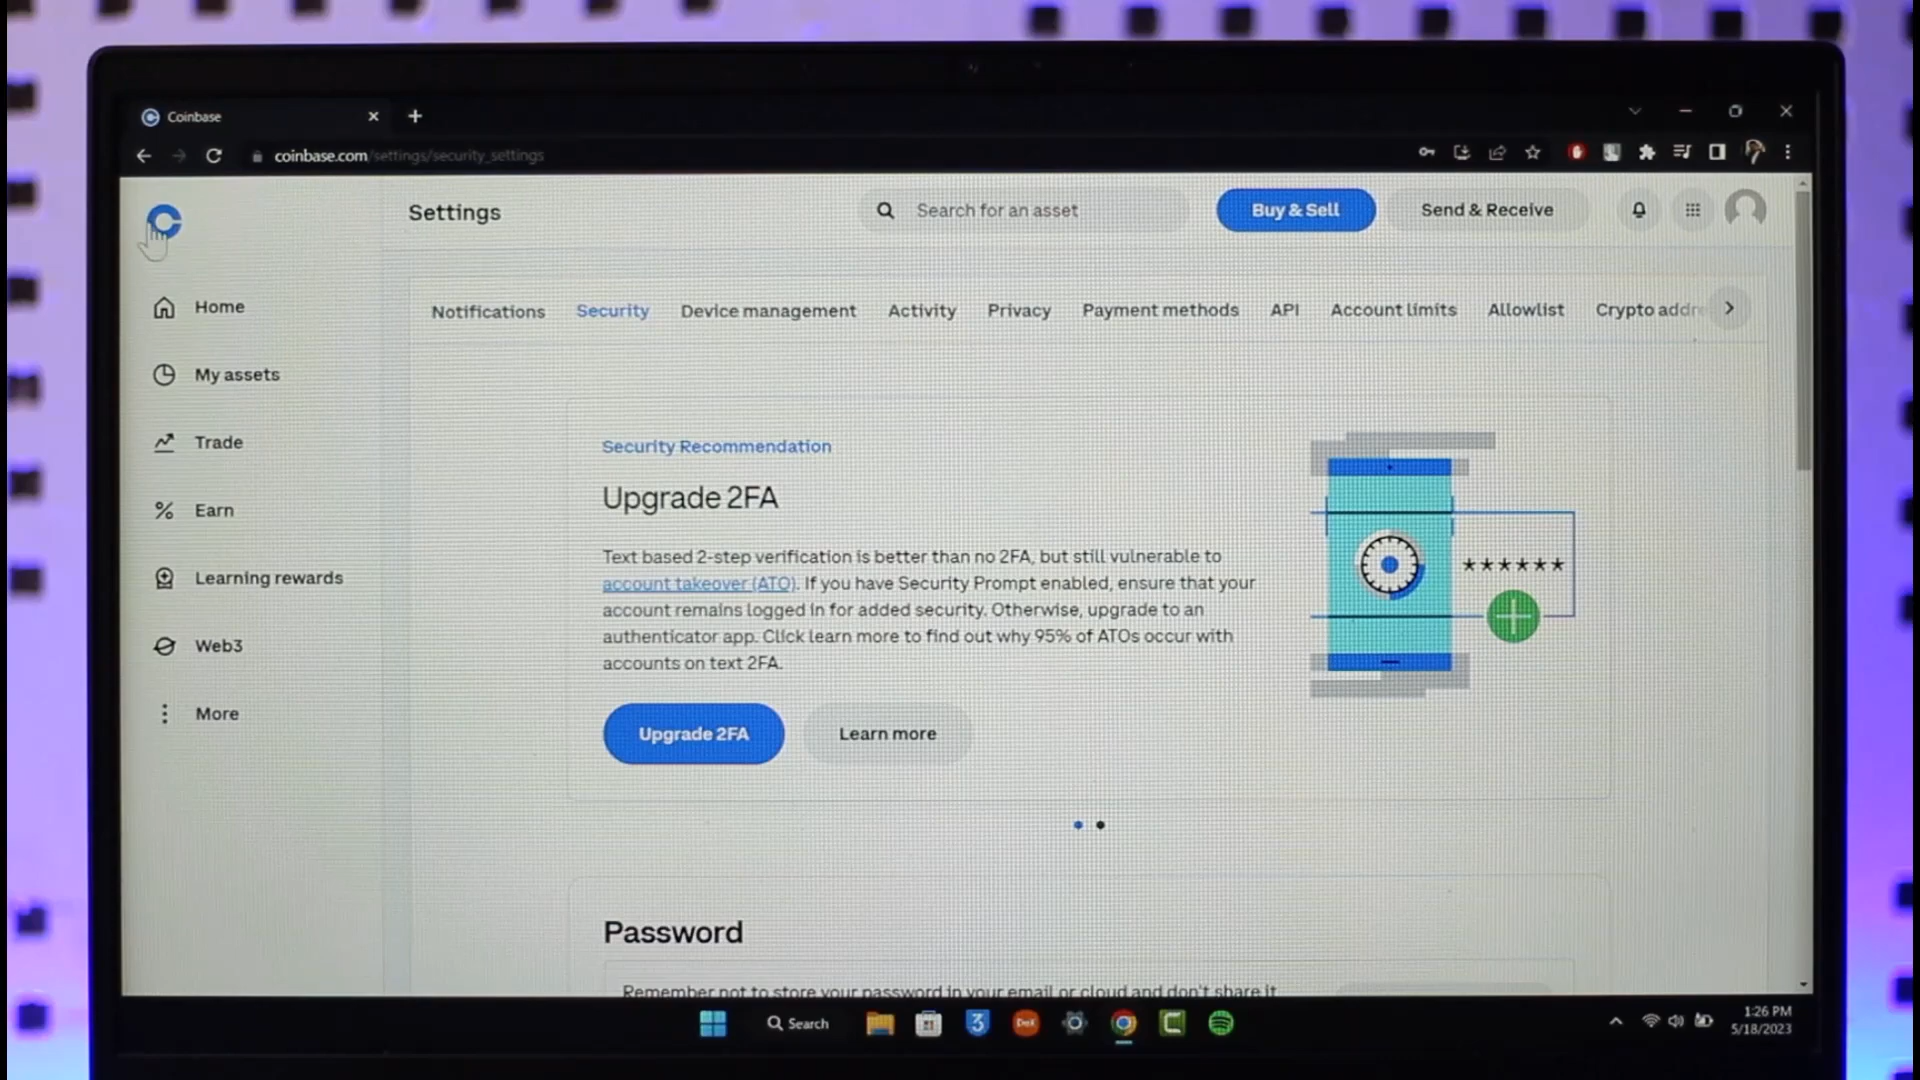 Coinbase
coinbase.com/settings/security_settings
Settings
Search for an asset
Buy & Sell
Send & Receive
Home
My assets
Trade
Earn
Learning rewards
Web3
More
Notifications Security Device management Activity Privacy Payment methods API Account limits Allowlist Crypto addre
Security Recommendation
Upgrade 2FA
Text based 2-step verification is better than no 2FA, but still vulnerable to
account takeover (ATO). If you have Security Prompt enabled, ensure that your
account remains logged in for added security. Otherwise, upgrade to an
authenticator app. Click learn more to find out why 95% of ATOs occur with
accounts on text 2FA.
Upgrade 2FA
Learn more
******
Password
Remember not to store your password in your email or cloud and don't share it
Search
3
1:26 PM
5/18/2023